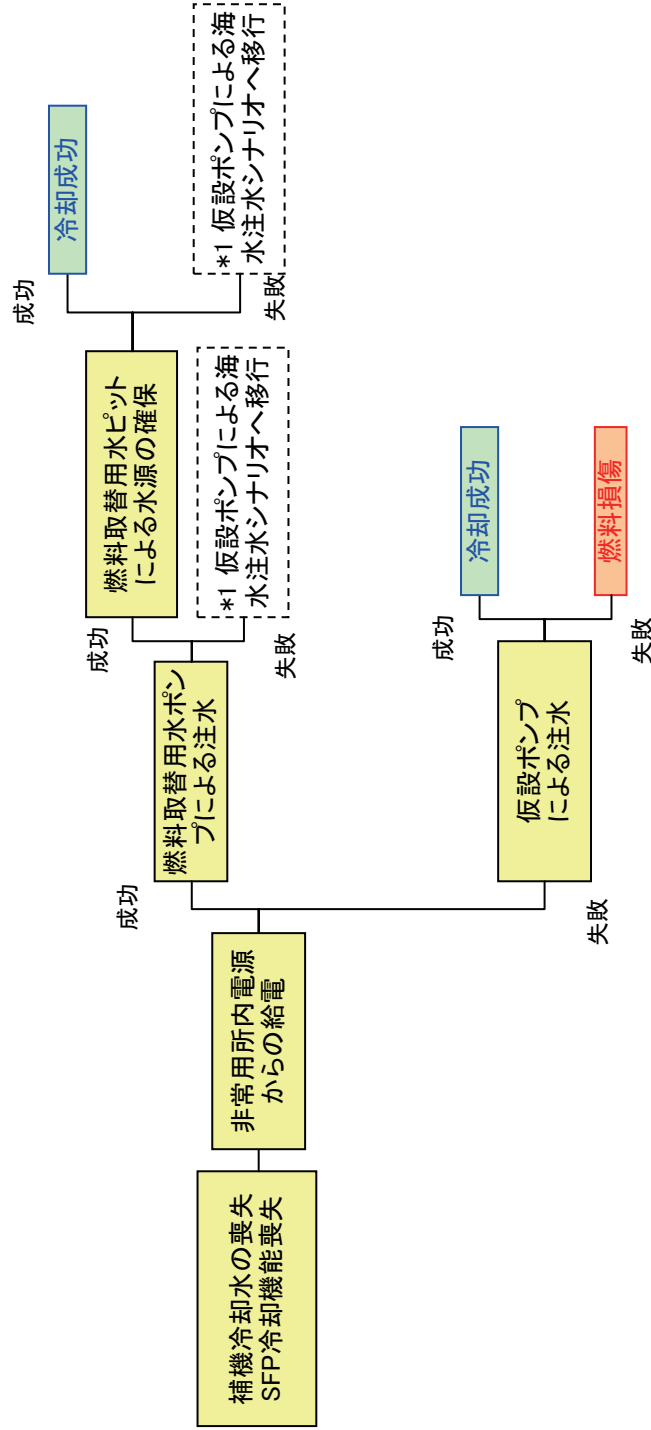 補機冷却水の喪失
SFP冷却機能喪失
非常用所内電源
からの給電
成功
燃料取替用水ポン
プによる注水
成功
燃料取替用水ピット
による水源の確保
成功
冷却成功
失敗
*1 仮設ポンプによる海
水注水シナリオへ移行
失敗
*1 仮設ポンプによる海
水注水シナリオへ移行
失敗
仮設ポンプ
による注水
成功
冷却成功
失敗
燃料損傷